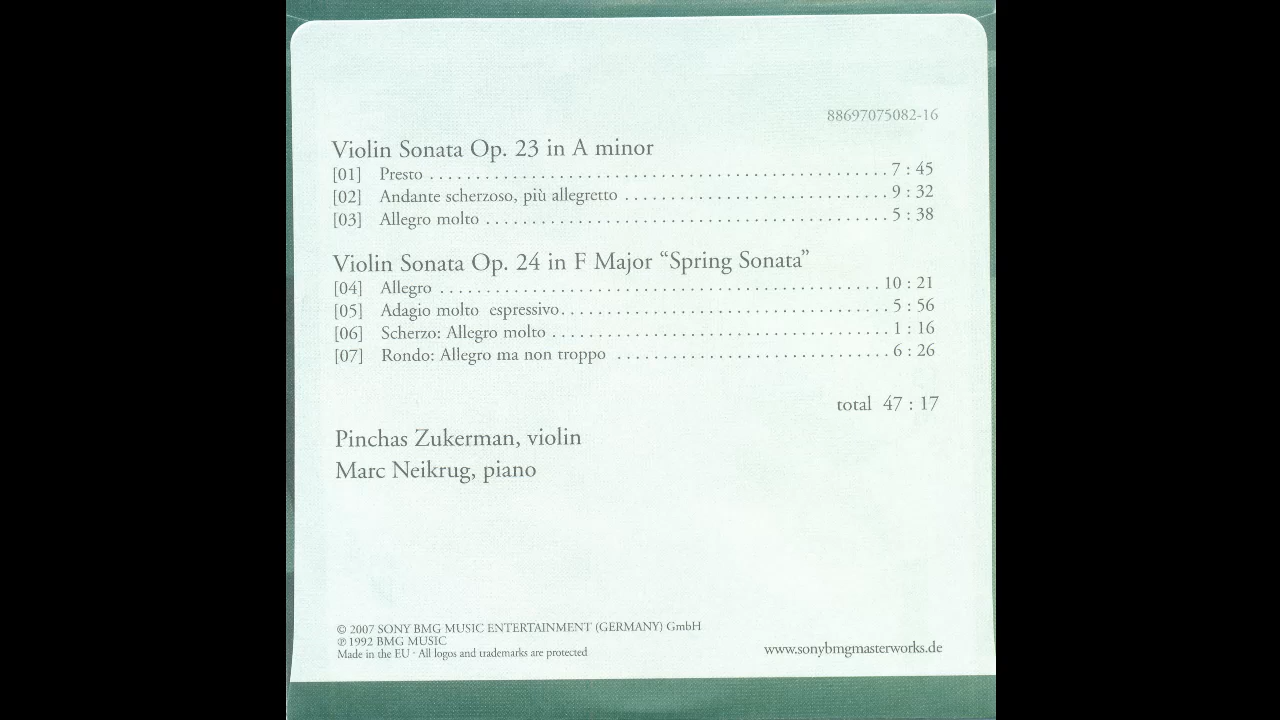 88697075082-16
Violin Sonata Op. 23 in A minor
[01] Presto ........................................................ 7 : 45
[02] Andante scherzoso, più allegretto ................................ 9 : 32
[03] Allegro molto ................................................. 5 : 38
Violin Sonata Op. 24 in F Major “Spring Sonata”
[04] Allegro ...................................................... 10 : 21
[05] Adagio molto espressivo........................................ 5 : 56
[06] Scherzo: Allegro molto ......................................... 1 : 16
[07] Rondo: Allegro ma non troppo ................................. 6 : 26
total 47 : 17
Pinchas Zukerman, violin
Marc Neikrug, piano
© 2007 SONY BMG MUSIC ENTERTAINMENT (GERMANY) GmbH
℗ 1992 BMG MUSIC
Made in the EU · All logos and trademarks are protected
www.sonybmgmasterworks.de